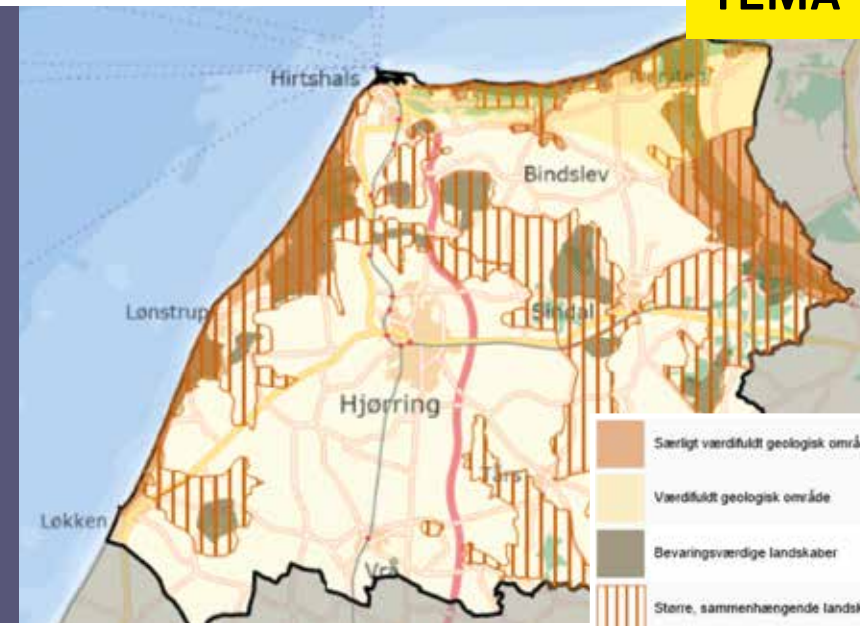 TEMA
Hirtshals
Bindslev
Lønstrup
Sindal
Hjørring
Tårs
Løkken
Vrå
Særligt værdifuldt geologisk områ
Værdifuldt geologisk område
Bevaringsværdige landskaber
Større, sammenhængende landsk